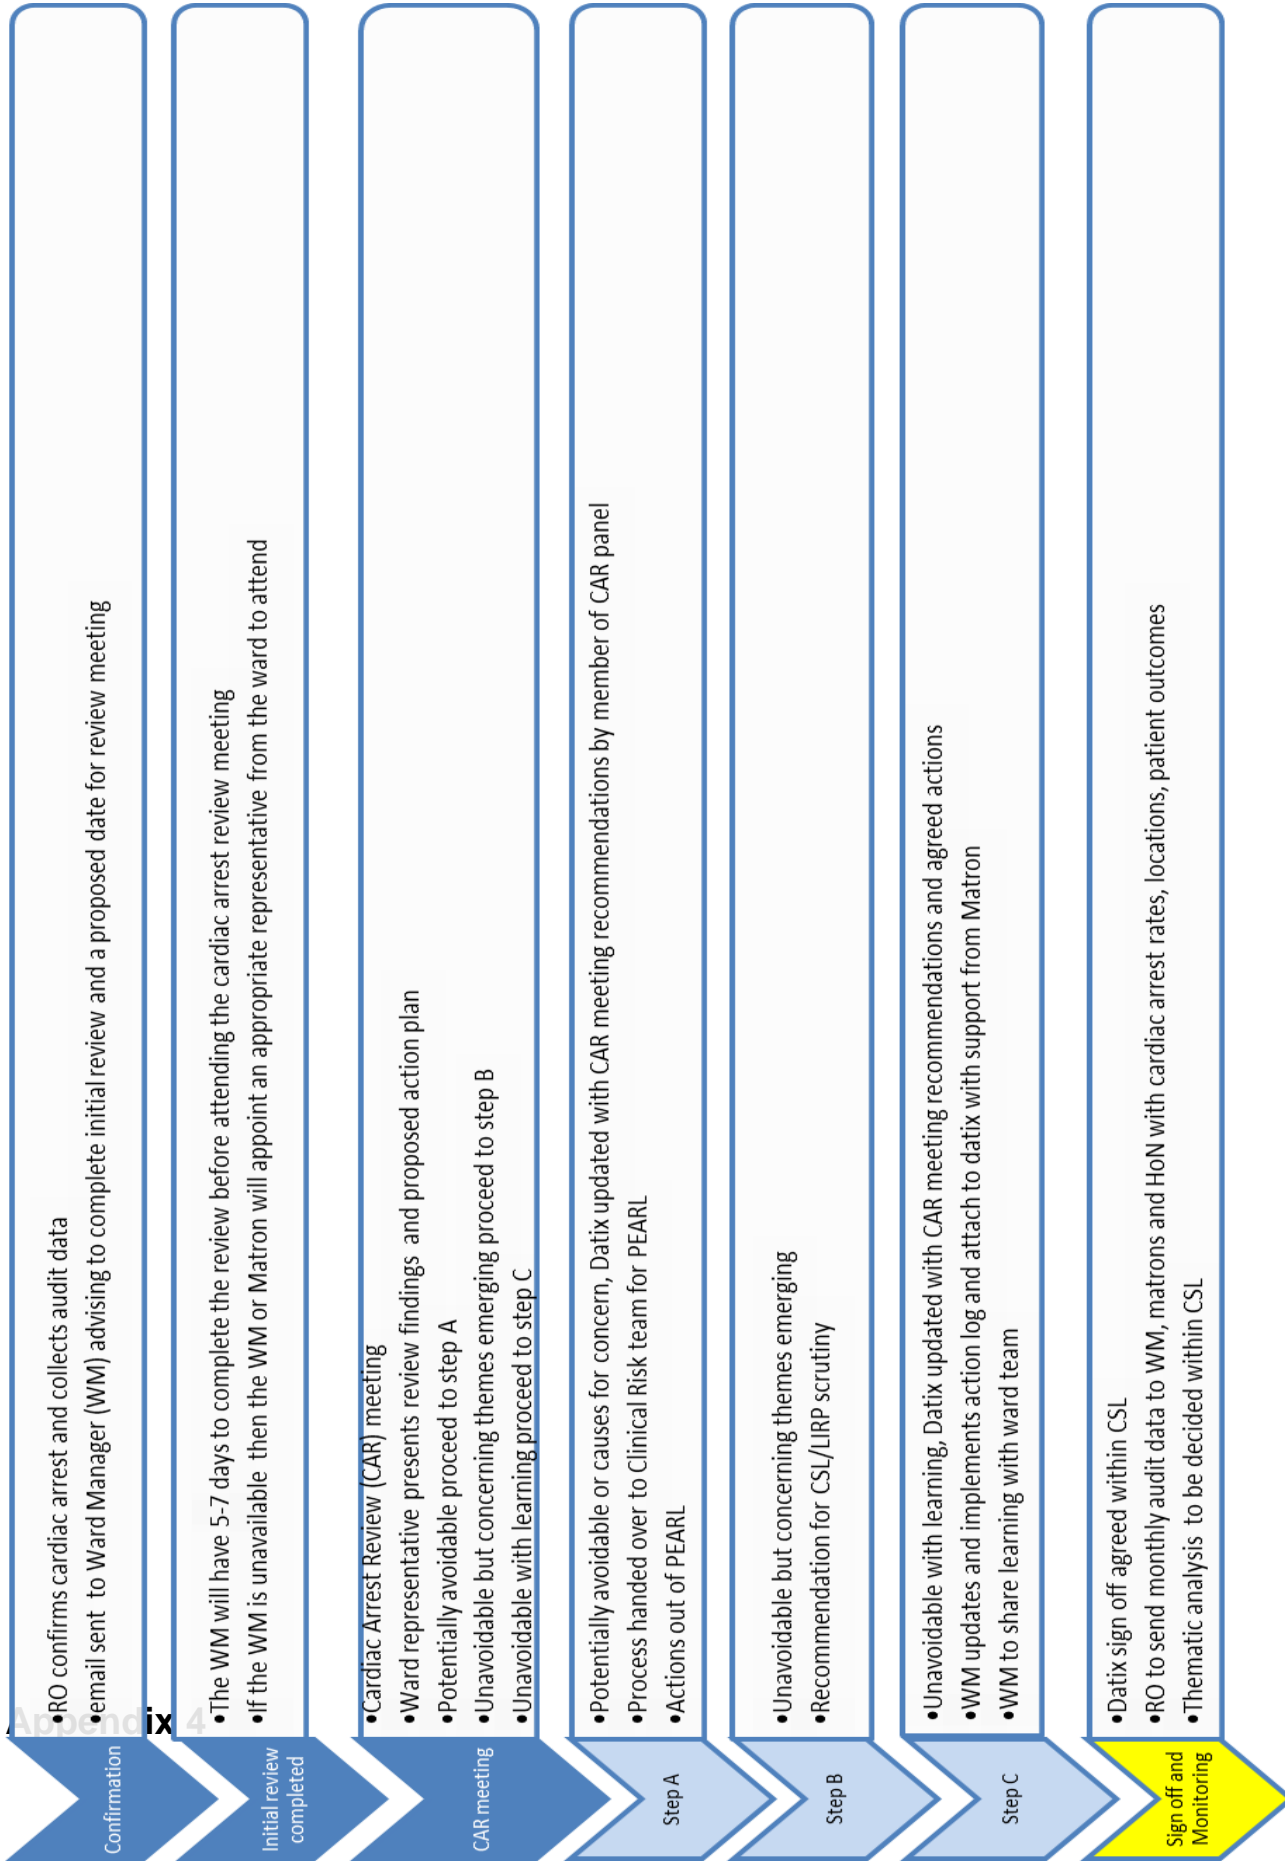 Appendix 4
Confirmation
•RO confirms cardiac arrest and collects audit data
•email sent to Ward Manager (WM) advising to complete initial review and a proposed date for review meeting
Initial review
completed
•The WM will have 5-7 days to complete the review before attending the cardiac arrest review meeting
•If the WM is unavailable then the WM or Matron will appoint an appropriate representative from the ward to attend
CAR meeting
•Cardiac Arrest Review (CAR) meeting
•Ward representative presents review findings and proposed action plan
•Potentially avoidable proceed to step A
•Unavoidable but concerning themes emerging proceed to step B
•Unavoidable with learning proceed to step C
Step A
•Potentially avoidable or causes for concern, Datix updated with CAR meeting recommendations by member of CAR panel
•Process handed over to Clinical Risk team for PEARL
•Actions out of PEARL
Step B
•Unavoidable but concerning themes emerging
•Recommendation for CSL/LIRP scrutiny
Step C
•Unavoidable with learning, Datix updated with CAR meeting recommendations and agreed actions
•WM updates and implements action log and attach to datix with support from Matron
•WM to share learning with ward team
Sign off and
Monitoring
•Datix sign off agreed within CSL
•RO to send monthly audit data to WM, matrons and HoN with cardiac arrest rates, locations, patient outcomes
•Thematic analysis to be decided within CSL